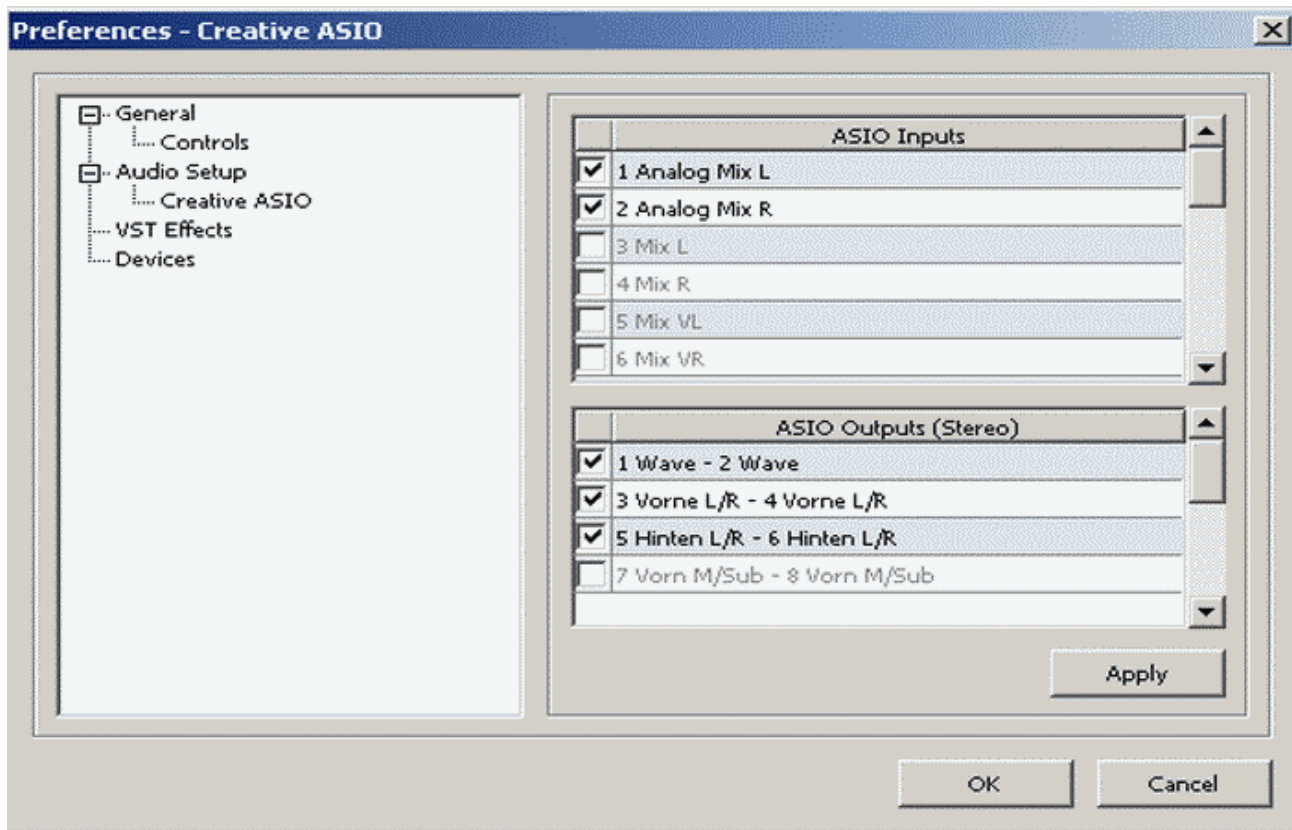 Preferences - Creative ASIO
General
Controls
Audio Setup
Creative ASIO
VST Effects
Devices
ASIO Inputs
1 Analog Mix L
2 Analog Mix R
3 Mix L
4 Mix R
5 Mix VL
6 Mix VR
ASIO Outputs (Stereo)
1 Wave - 2 Wave
3 Vorne L/R - 4 Vorne L/R
5 Hinten L/R - 6 Hinten L/R
7 Vorn M/Sub - 8 Vorn M/Sub
Apply
OK
Cancel